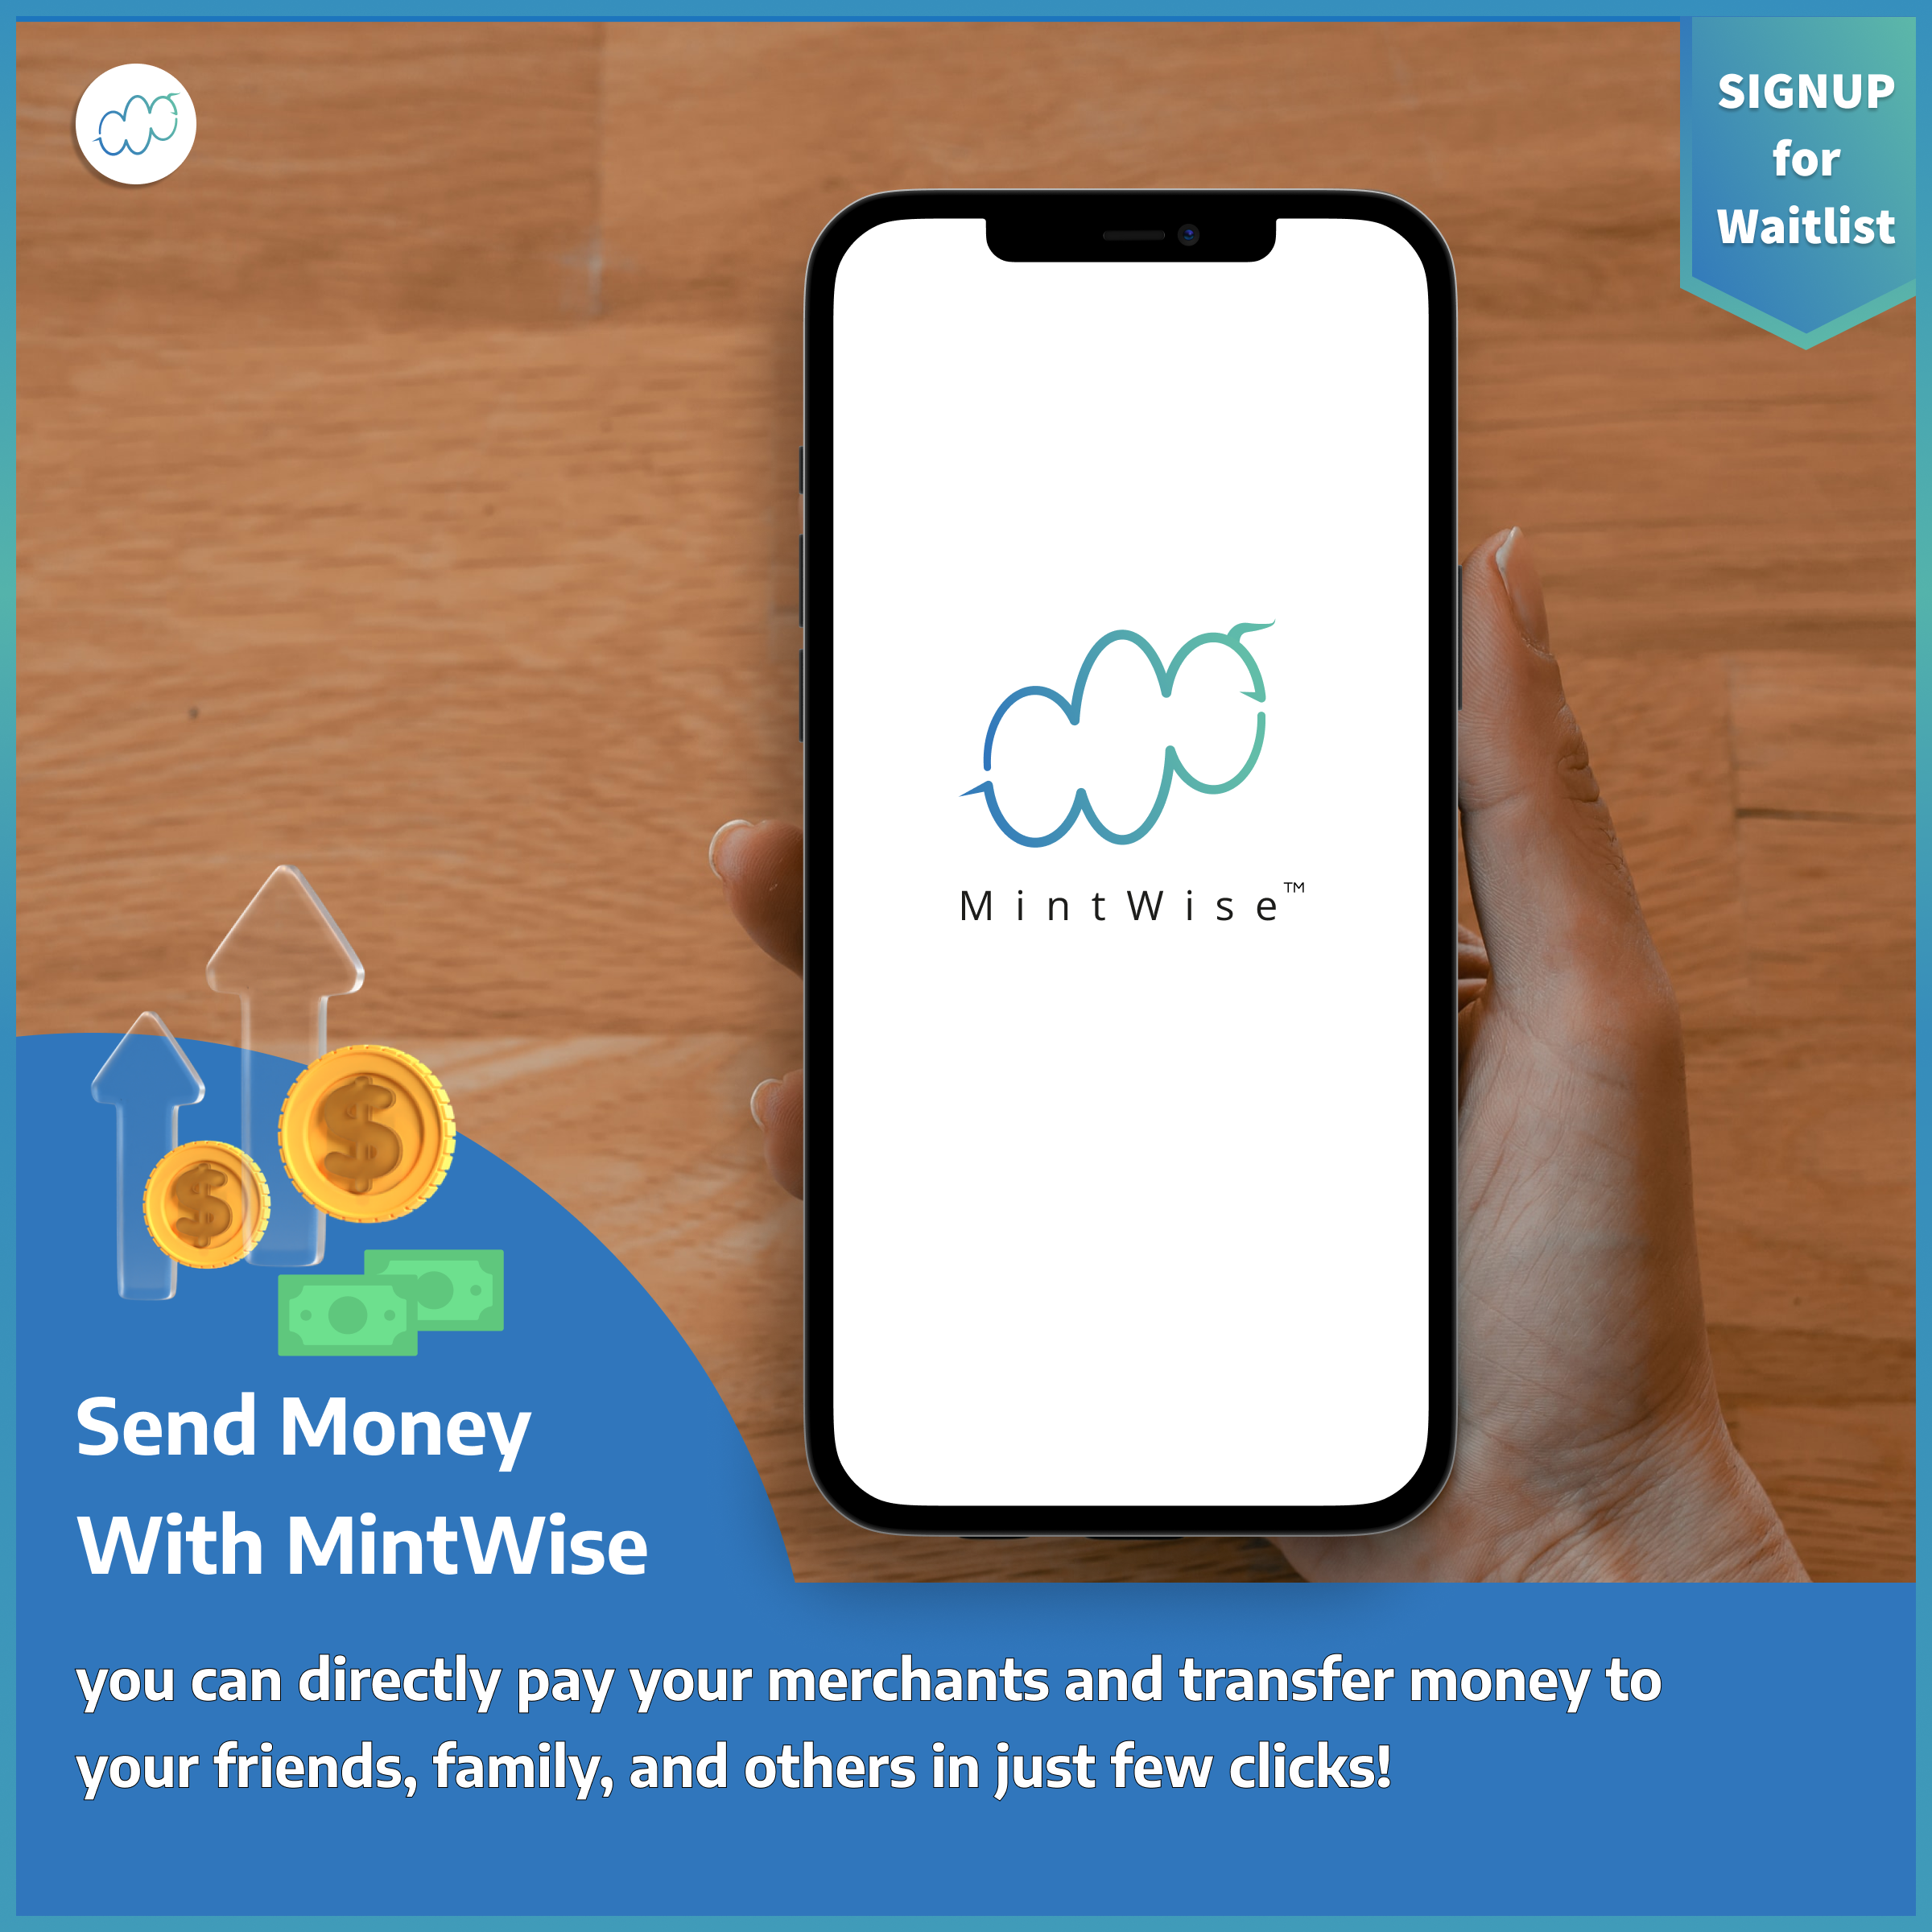 SIGNUP
for
Waitlist
MintWise™
Send Money
With MintWise
you can directly pay your merchants and transfer money to
your friends, family, and others in just few clicks!